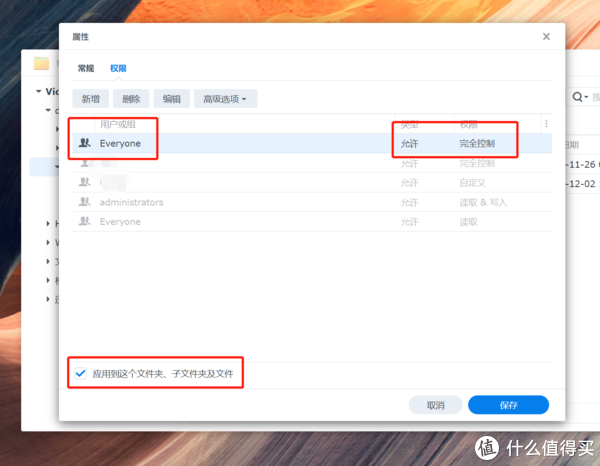 属性
常规
权限
新增 删除 编辑 高级选项
用户或组 类型 权限
Everyone 允许 完全控制
允许 完全控制
允许 自定义
administrators 允许 读取 & 写入
Everyone 允许 读取
应用到这个文件夹、子文件夹及文件
取消 保存
日期
-11-26
-12-02
值 什么值得买